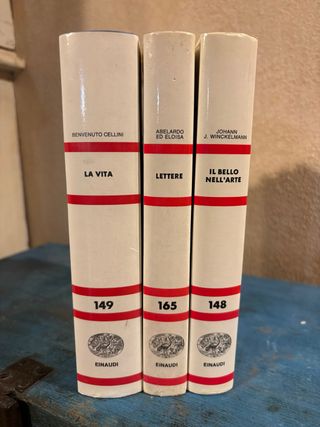 BENVENUTO CELLINI
LA VITA
149
EINAUDI
ABELARDO
ED ELOISA
LETTERE
165
EINAUDI
JOHANN
J. WINCKELMANN
IL BELLO
NELL'ARTE
148
EINAUDI